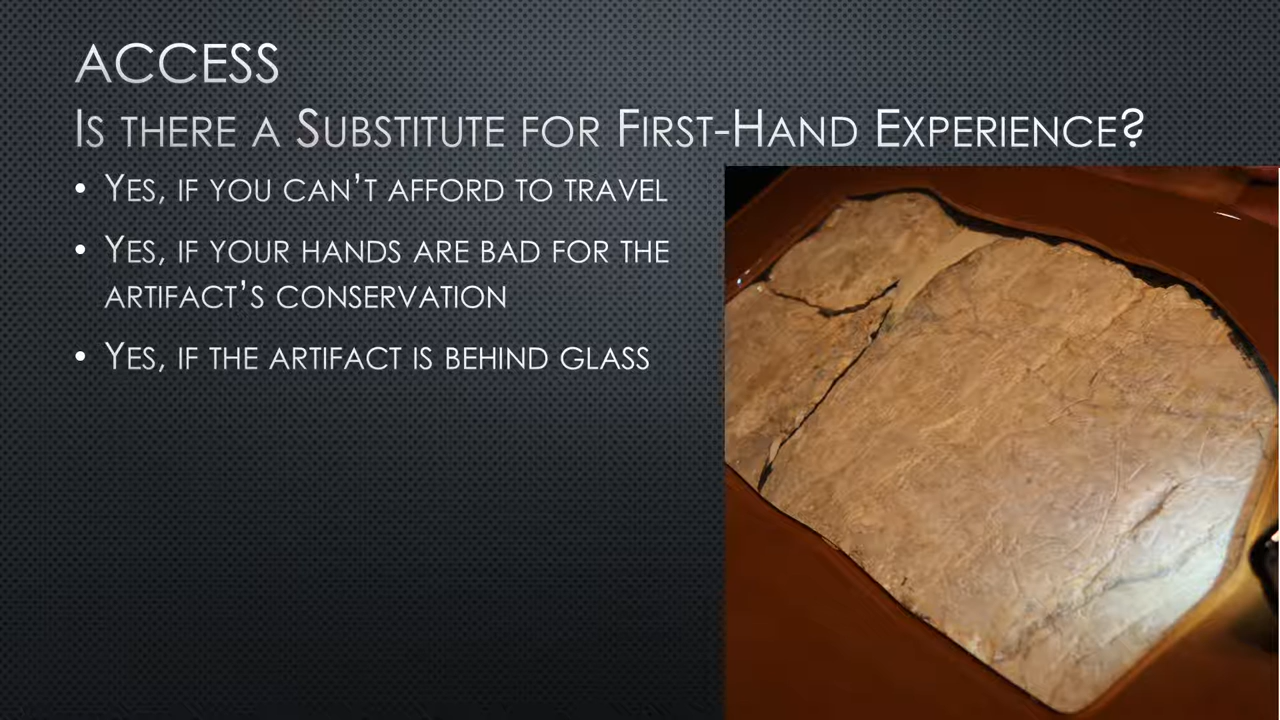 ACCESS
Is there a Substitute for First-Hand Experience?
• Yes, if you can’t afford to travel
• Yes, if your hands are bad for the
artifact’s conservation
• Yes, if the artifact is behind glass